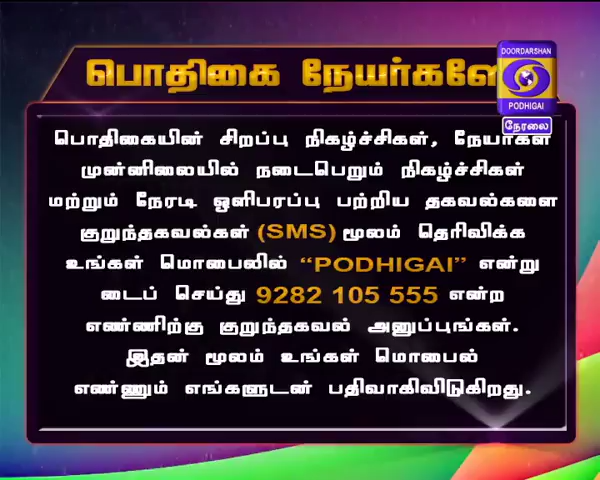 பொதிகை நேயர்களே
DOORDARSHAN
PODHIGAI
நேரலை
பொதிகையின் சிறப்பு நிகழ்ச்சிகள், நேயர்கள்
முன்னிலையில் நடைபெறும் நிகழ்ச்சிகள்
மற்றும் நேரடி ஒளிபரப்பு பற்றிய தகவல்களை
குறுந்தகவல்கள் (SMS) மூலம் தெரிவிக்க
உங்கள் மொபைலில் “PODHIGAI” என்று
டைப் செய்து 9282 105 555 என்ற
எண்ணிற்கு குறுந்தகவல் அனுப்புங்கள்.
இதன் மூலம் உங்கள் மொபைல்
எண்ணும் எங்களுடன் பதிவாகிவிடுகிறது.